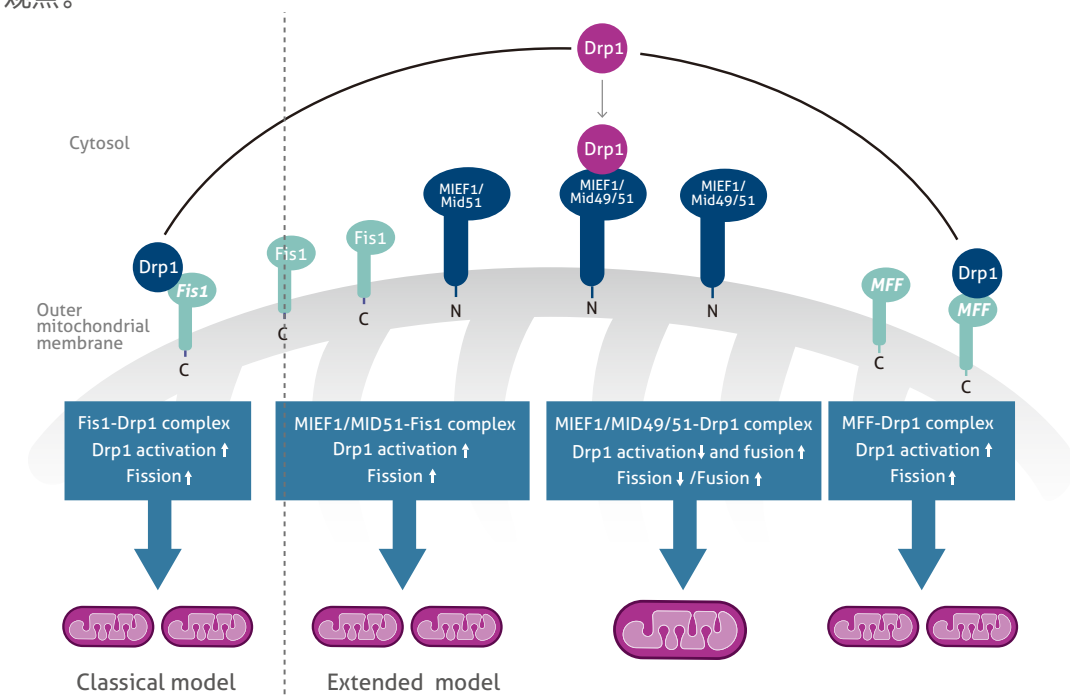 观点。
Drp1
Cytosol
Drp1
MIEF1/
Mid51
MIEF1/
Mid49/51
MIEF1/
Mid49/51
Drp1
Fis1
Fis1
Fis1
MFF
Drp1
MFF
Outer
mitochondrial
membrane
C
C
C
N
N
N
C
C
Fis1-Drp1 complex
Drp1 activation ↑
Fission ↑
MIEF1/MID51-Fis1 complex
Drp1 activation ↑
Fission ↑
MIEF1/MID49/51-Drp1 complex
Drp1 activation↓ and fusion ↑
Fission ↓ /Fusion ↑
MFF-Drp1 complex
Drp1 activation ↑
Fission ↑
Classical model
Extended model